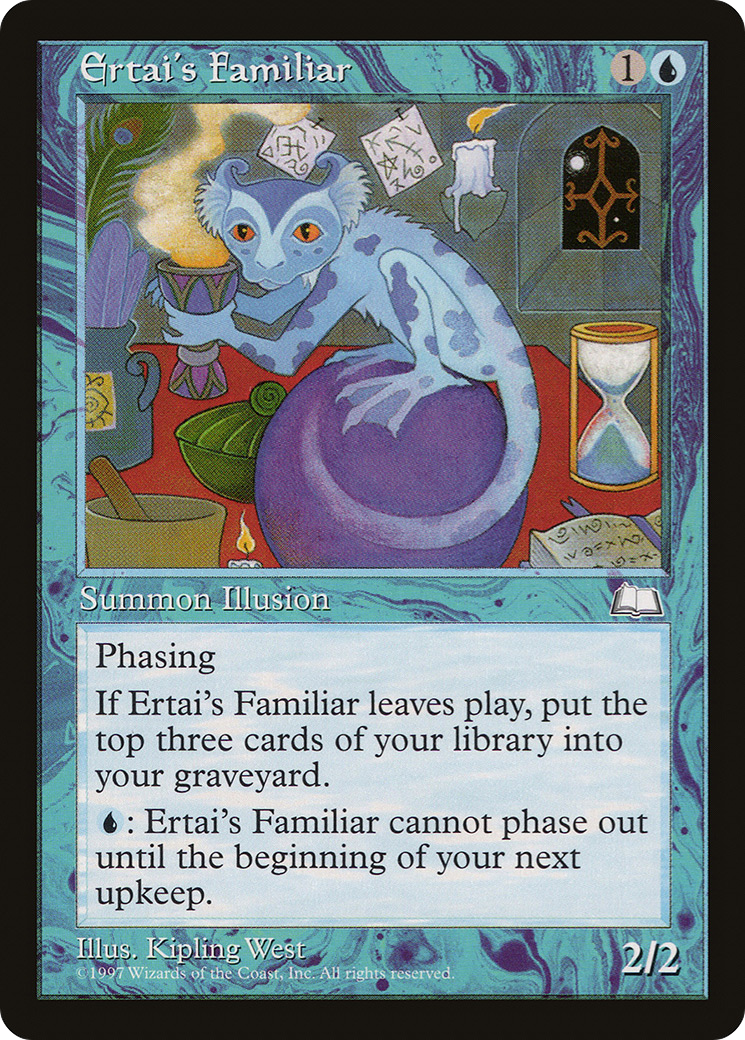 Ertai's Familiar 1
Summon Illusion
Phasing
If Ertai's Familiar leaves play, put the
top three cards of your library into
your graveyard.
: Ertai's Familiar cannot phase out
until the beginning of your next
upkeep.
Illus. Kipling West
©1997 Wizards of the Coast, Inc. All rights reserved.
2/2